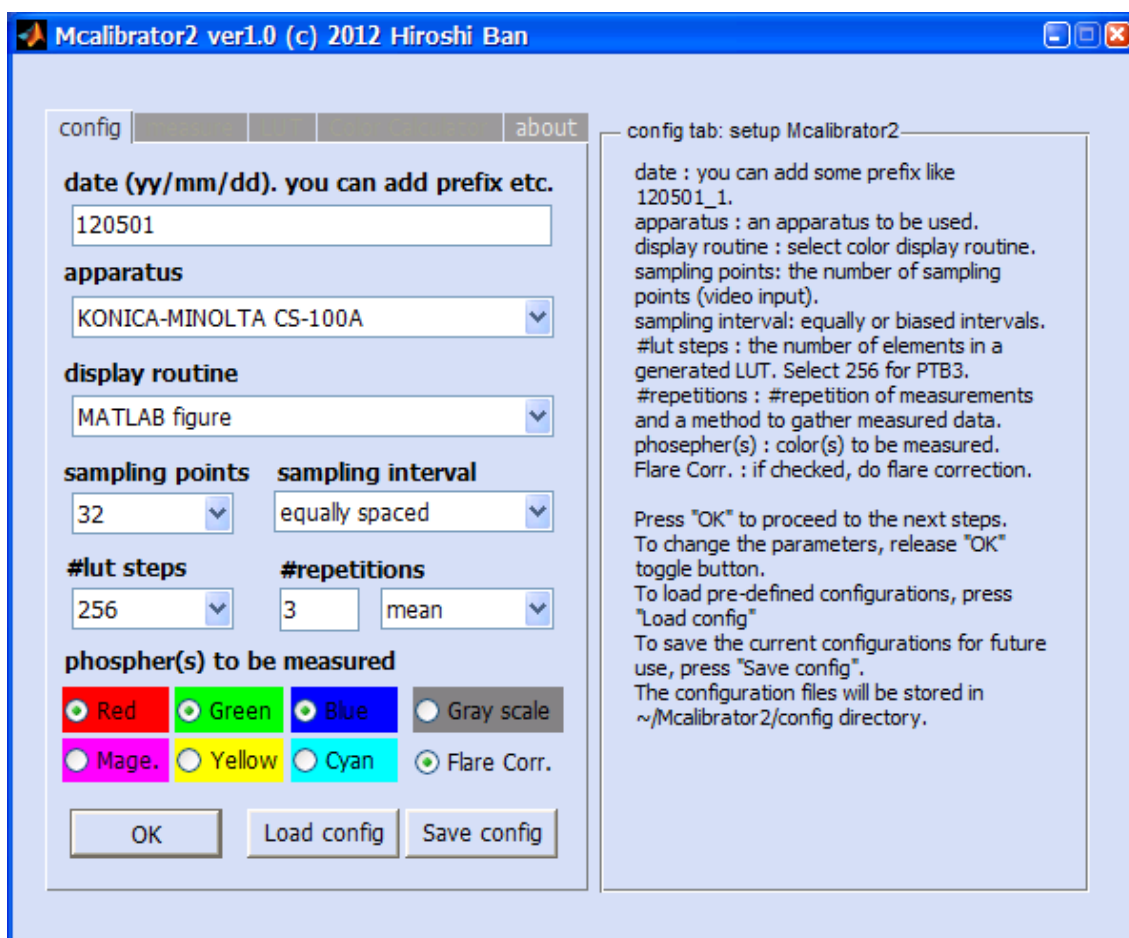 Mcalibrator2 ver1.0 (c) 2012 Hiroshi Ban
config measure LUT about
date (yy/mm/dd). you can add prefix etc.
120501
apparatus
KONICA-MINOLTA CS-100A
display routine
MATLAB figure
sampling points sampling interval
32 equally spaced
#lut steps #repetitions
256 3 mean
phospher(s) to be measured
Red Green Blue Gray scale
Mage. Yellow Cyan Flare Corr.
OK Load config Save config
config tab: setup Mcalibrator2
date : you can add some prefix like
120501_1.
apparatus : an apparatus to be used.
display routine : select color display routine.
sampling points: the number of sampling
points (video input).
sampling interval: equally or biased intervals.
#lut steps : the number of elements in a
generated LUT. Select 256 for PTB3.
#repetitions : #repetition of measurements
and a method to gather measured data.
phosepher(s) : color(s) to be measured.
Flare Corr. : if checked, do flare correction.
Press "OK" to proceed to the next steps.
To change the parameters, release "OK"
toggle button.
To load pre-defined configurations, press
"Load config"
To save the current configurations for future
use, press "Save config".
The configuration files will be stored in
~/Mcalibrator2/config directory.